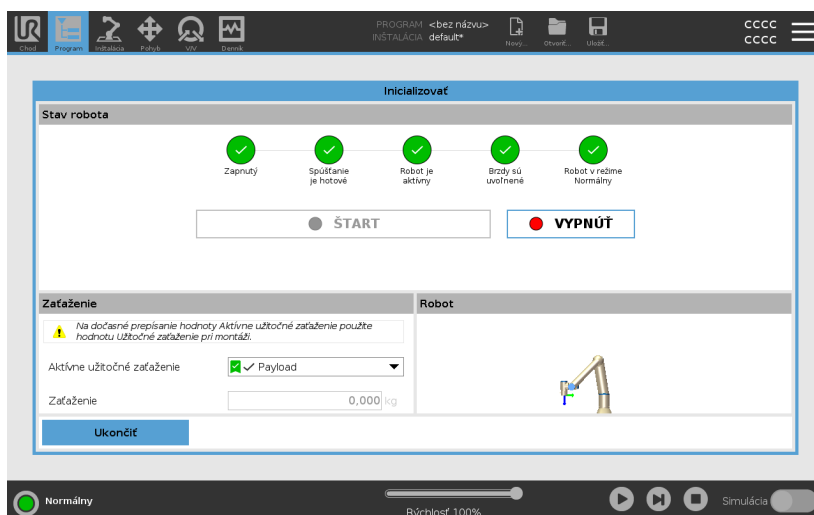 UR
PROGRAM <bez názvu>
INŠTALÁCIA default*
CCCC
CCCC
Chod Program Inštalácia Pohyb V/V Denník Nový... Otvoriť... Uložiť...
Inicializovať
Stav robota
Zapnutý
Spúšťanie
je hotové
Robot je
aktívny
Brzdy sú
uvoľnené
Robot v režime
Normálny
ŠTART
VYPNÚŤ
Zaťaženie
Robot
Na dočasné prepísanie hodnoty Aktívne užitočné zaťaženie použite
hodnotu Užitočné zaťaženie pri montáži.
Aktívne užitočné zaťaženie
Payload
Zaťaženie
0,000 kg
Ukončiť
Normálny
Rýchlosť 100%
Simulácia